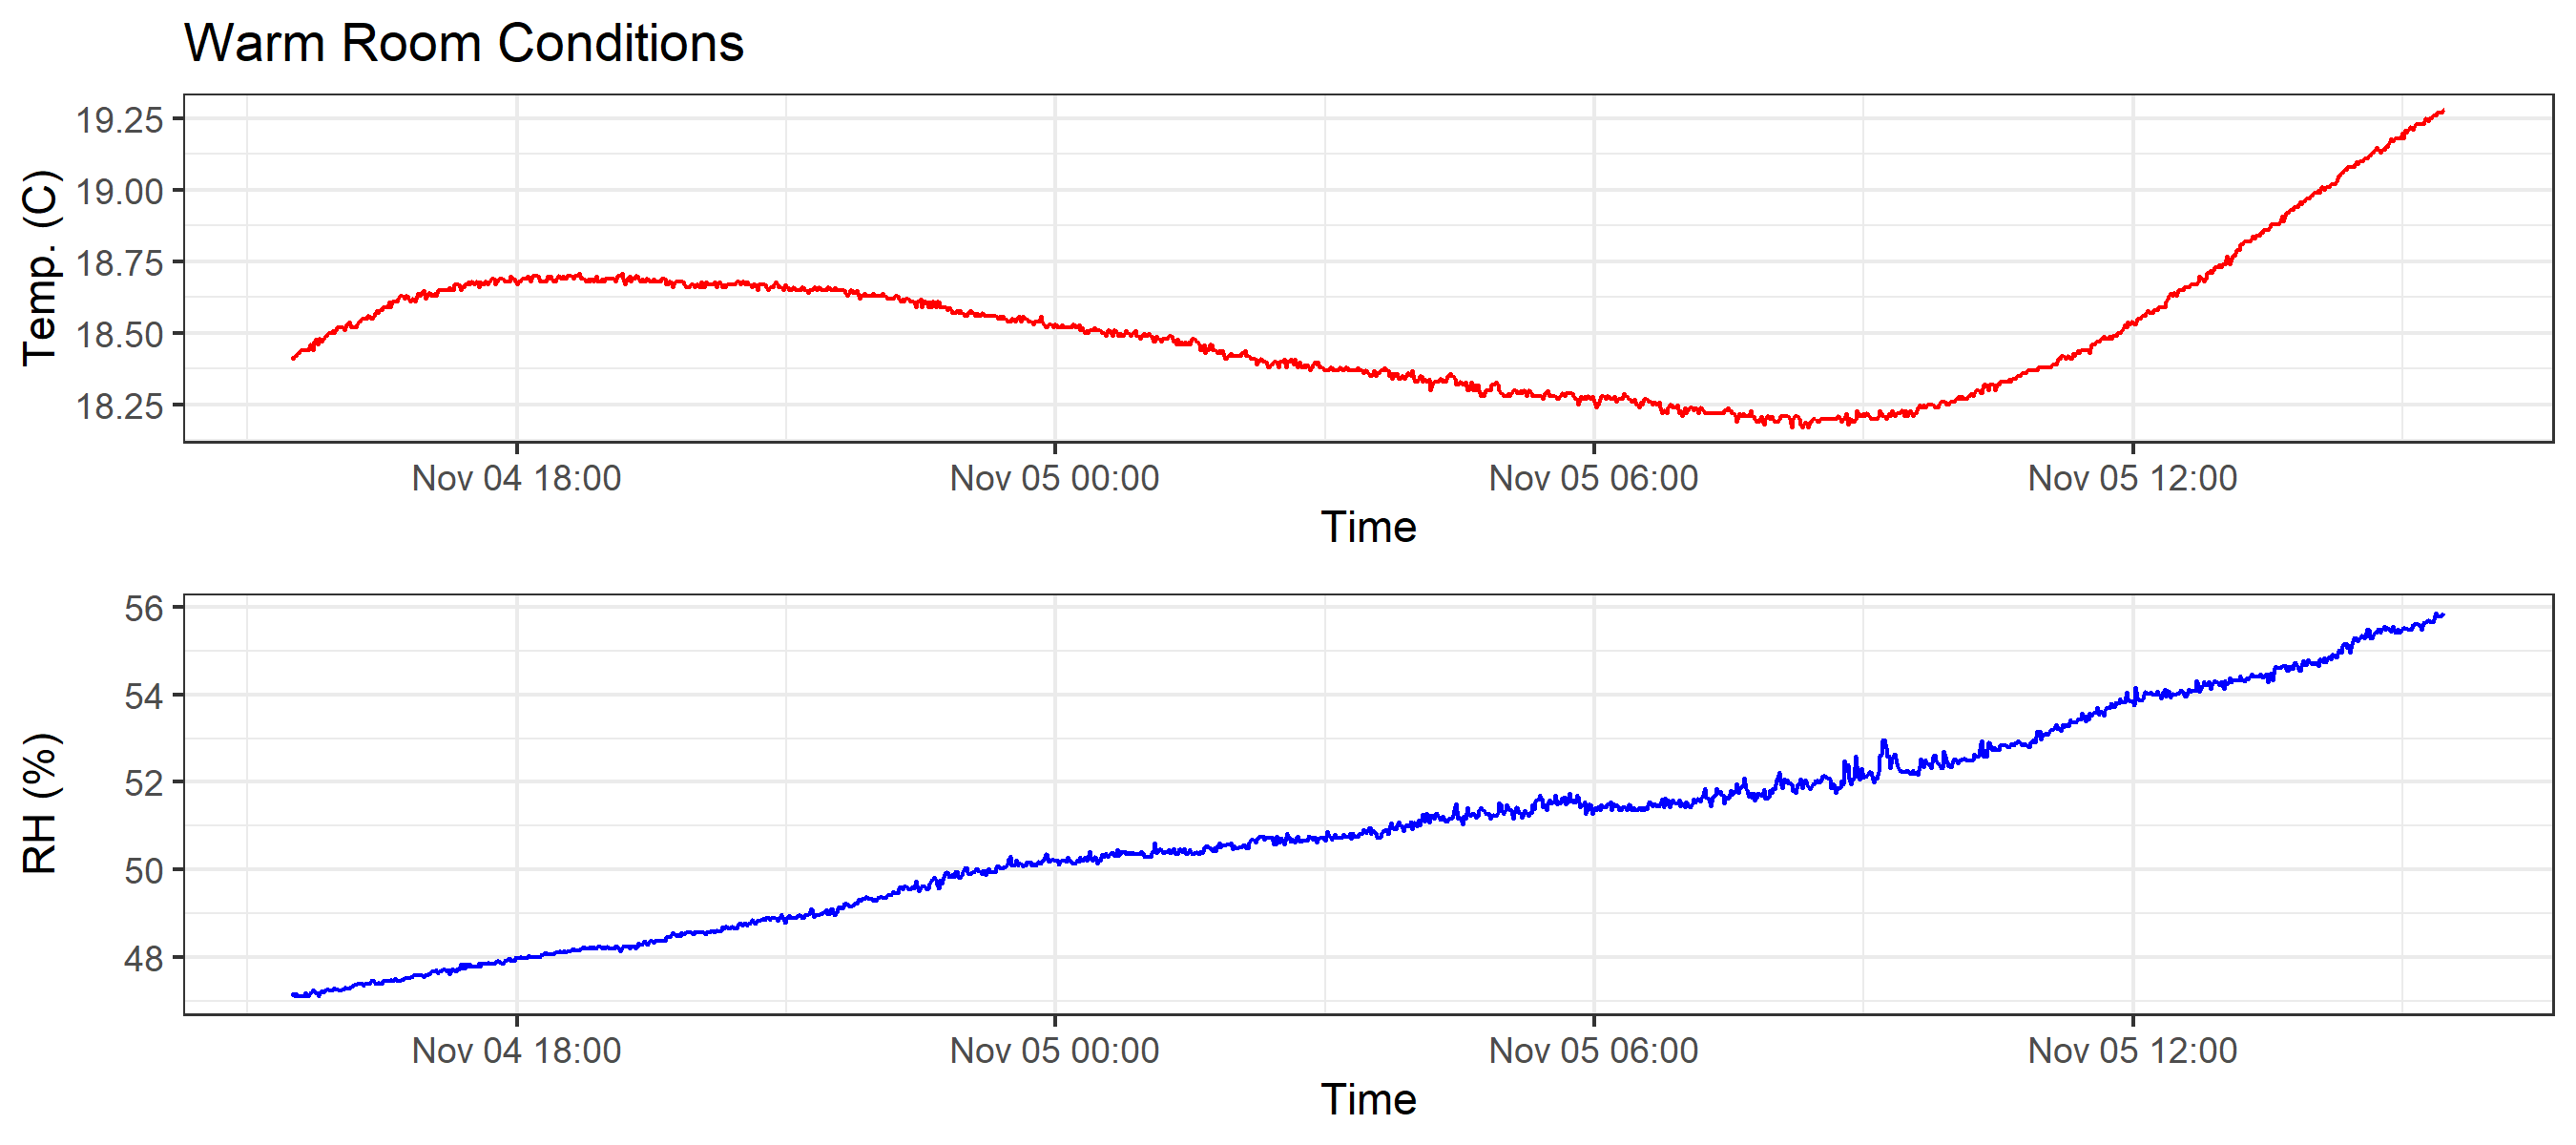 Warm Room Conditions
Temp. (C)
19.25
19.00
18.75
18.50
18.25
Nov 04 18:00 Nov 05 00:00 Nov 05 06:00 Nov 05 12:00
Time
RH (%)
56
54
52
50
48
Nov 04 18:00 Nov 05 00:00 Nov 05 06:00 Nov 05 12:00
Time